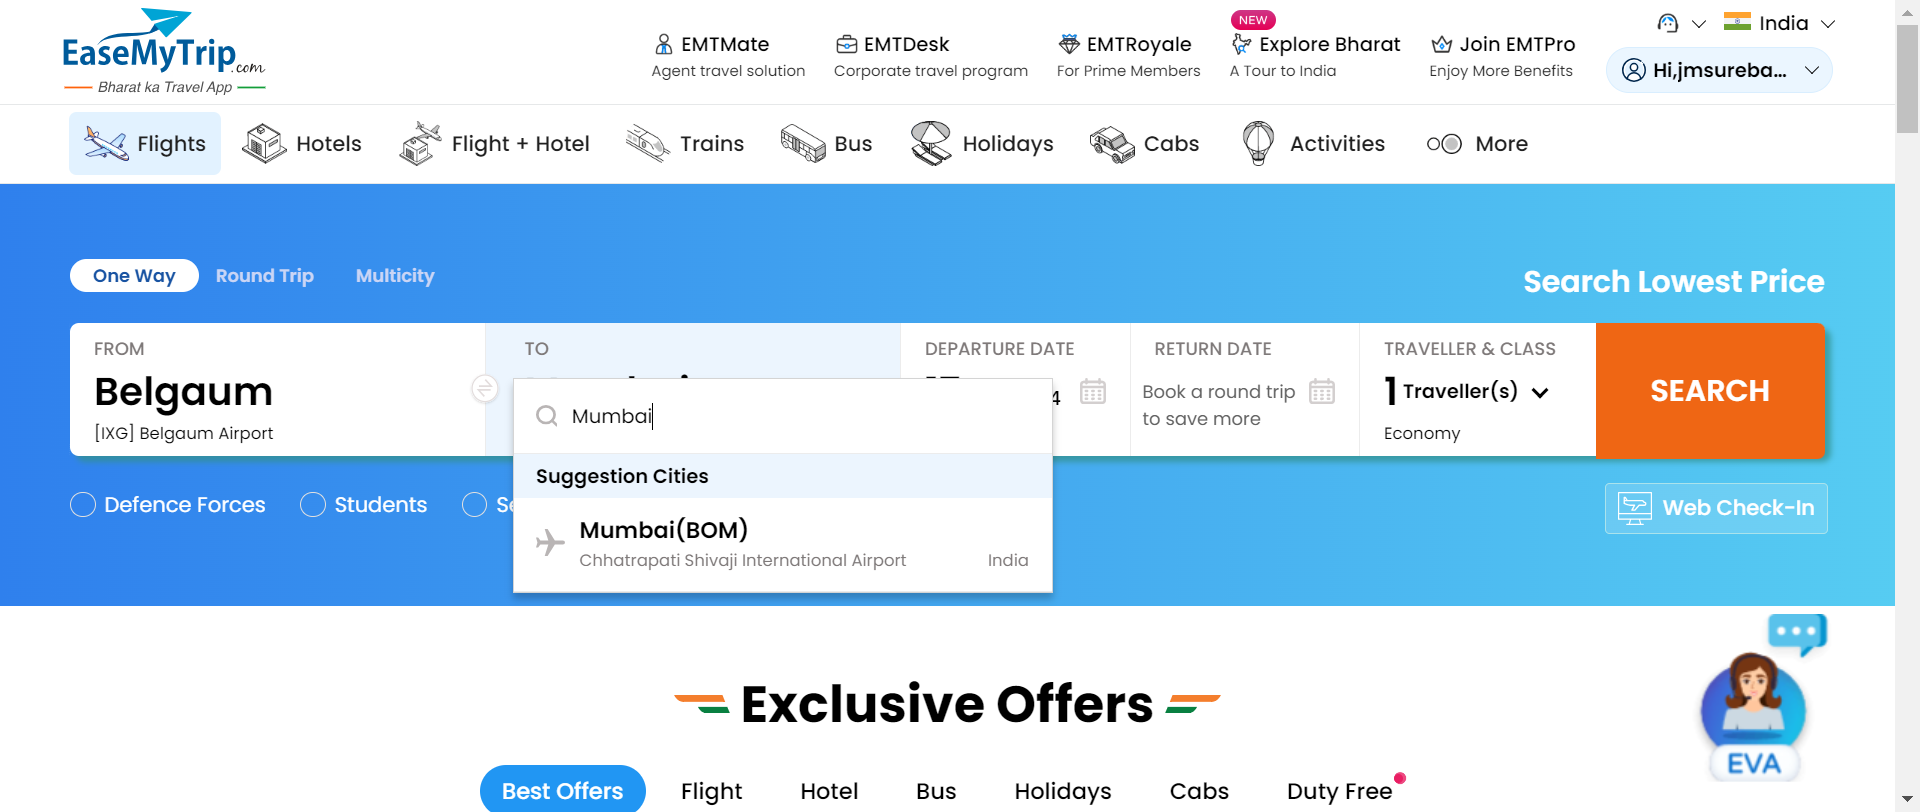 EaseMyTrip.com
Bharat ka Travel App
EMTMate
Agent travel solution
EMTDesk
Corporate travel program
EMTRoyale
For Prime Members
NEW
Explore Bharat
A Tour to India
Join EMTPro
Enjoy More Benefits
India
Hi,jmsureba...
Flights
Hotels
Flight + Hotel
Trains
Bus
Holidays
Cabs
Activities
More
One Way
Round Trip
Multicity
Search Lowest Price
FROM
Belgaum
[IXG] Belgaum Airport
TO
DEPARTURE DATE
RETURN DATE
Book a round trip
to save more
TRAVELLER & CLASS
1 Traveller(s)
Economy
SEARCH
Mumbai
Suggestion Cities
Mumbai(BOM)
Chhatrapati Shivaji International Airport
India
Defence Forces
Students
Web Check-In
Exclusive Offers
EVA
Best Offers
Flight
Hotel
Bus
Holidays
Cabs
Duty Free